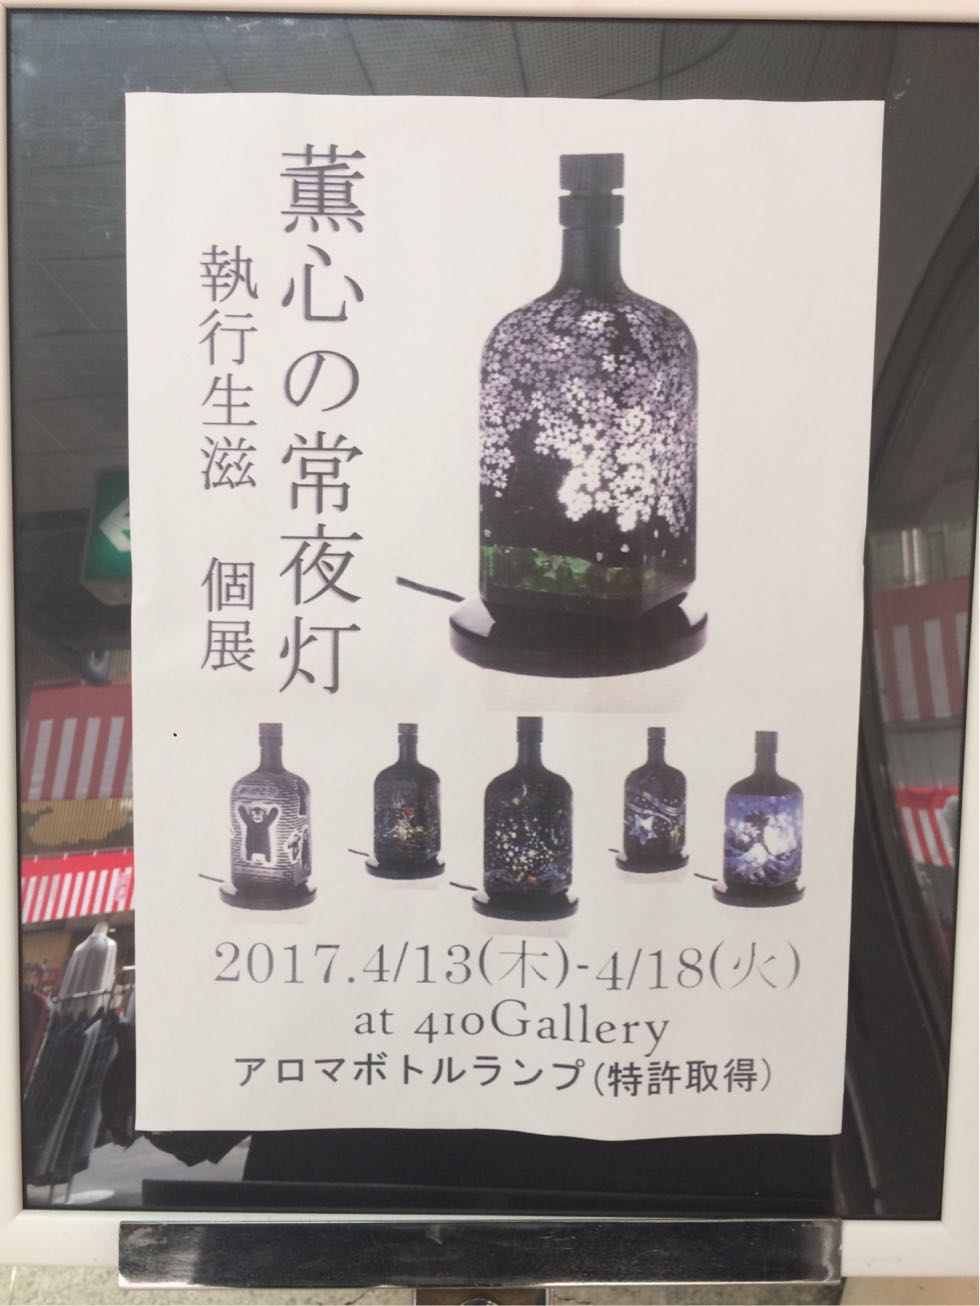 薫心の常夜灯
執行生滋 個展
2017.4/13(木)-4/18(火)
at 410Gallery
アロマボトルランプ(特許取得)